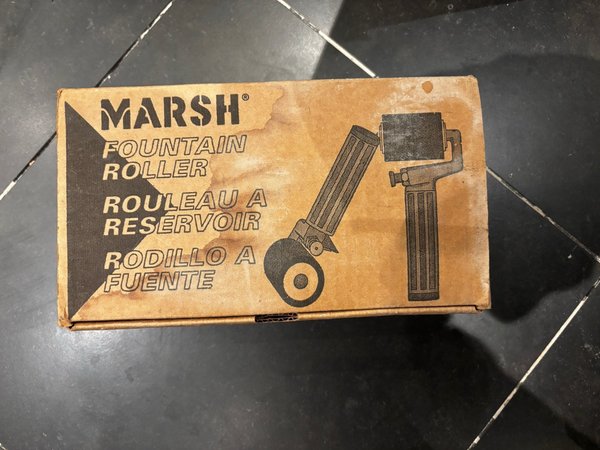 MARSH®
FOUNTAIN
ROLLER
ROULEAU A
RESERVOIR
RODILLO A
FUENTE